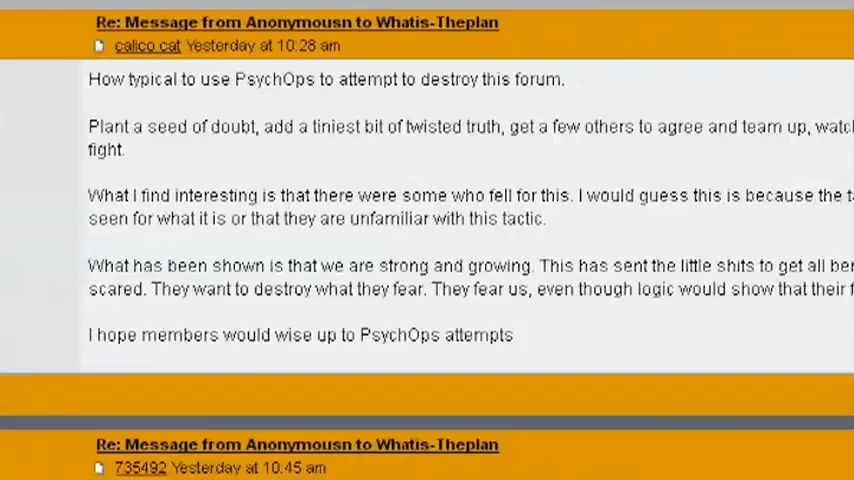 Re: Message from Anonymousn to Whatis-Theplan
calico cat Yesterday at 10:28 am
How typical to use PsychOps to attempt to destroy this forum.
Plant a seed of doubt, add a tiniest bit of twisted truth, get a few others to agree and team up,
fight.
What I find interesting is that there were some who fell for this. I would guess this is because the
seen for what it is or that they are unfamiliar with this tactic.
What has been shown is that we are strong and growing. This has sent the little shits to get all
scared. They want to destroy what they fear. They fear us, even though logic would show that their
I hope members would wise up to PsychOps attempts
Re: Message from Anonymousn to Whatis-Theplan
735492 Yesterday at 10:45 am